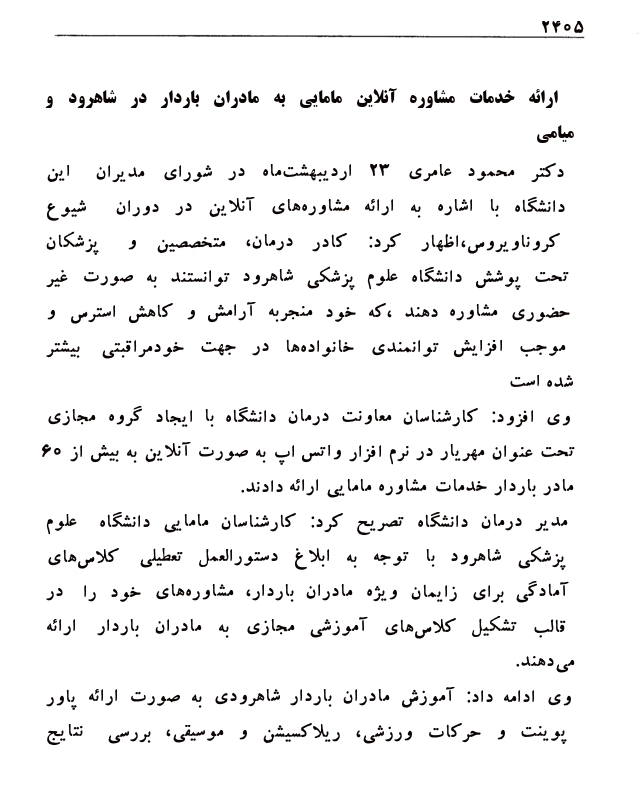 ۲۴۰۵
ارائه خدمات مشاوره آنلاین مامایی به مادران باردار در شاهرود و
میامی
دکتر محمود عامری ۲۳ اردیبهشت‌ماه در شورای مدیران این
دانشگاه با اشاره به ارائه مشاوره‌های آنلاین در دوران شیوع
کروناویروس،اظهار کرد: کادر درمان، متخصصین و پزشکان
تحت پوشش دانشگاه علوم پزشکی شاهرود توانستند به صورت غیر
حضوری مشاوره دهند ،که خود منجربه آرامش و کاهش استرس و
موجب افزایش توانمندی خانواده‌ها در جهت خودمراقبتی بیشتر
شده است
وی افزود: کارشناسان معاونت درمان دانشگاه با ایجاد گروه مجازی
تحت عنوان مهریار در نرم افزار واتس اپ به صورت آنلاین به بیش از ۶۰
مادر باردار خدمات مشاوره مامایی ارائه دادند.
مدیر درمان دانشگاه تصریح کرد: کارشناسان مامایی دانشگاه علوم
پزشکی شاهرود با توجه به ابلاغ دستورالعمل تعطیلی کلاس‌های
آمادگی برای زایمان ویژه مادران باردار، مشاوره‌های خود را در
قالب تشکیل کلاس‌های آموزشی مجازی به مادران باردار ارائه
می‌دهند.
وی ادامه داد: آموزش مادران باردار شاهرودی به صورت ارائه پاور
پوینت و حرکات ورزشی، ریلاکسیشن و موسیقی، بررسی نتایج